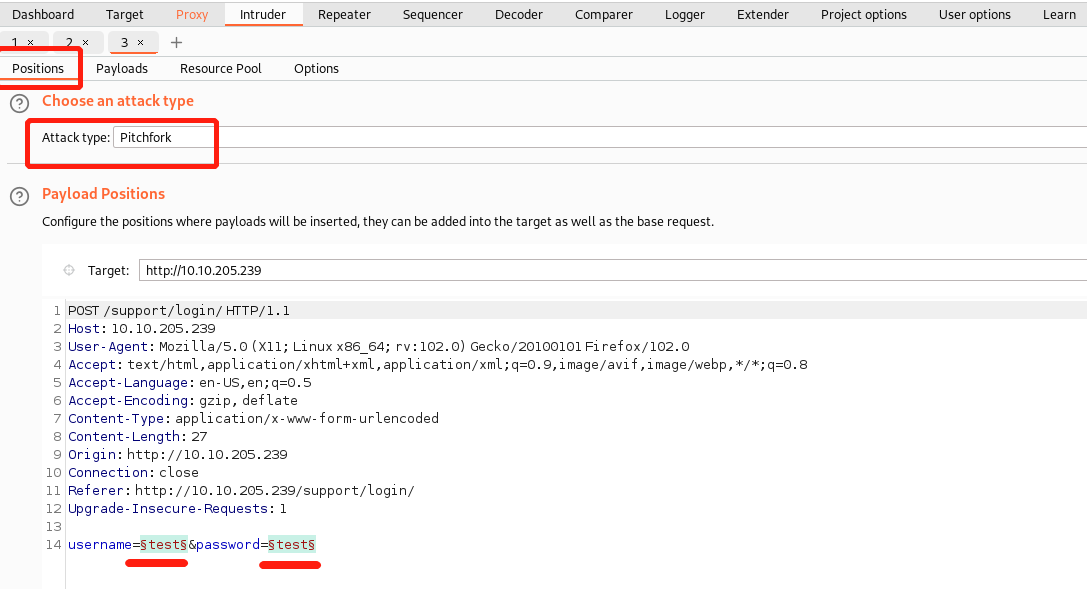 Dashboard Target Proxy Intruder Repeater Sequencer Decoder Comparer Logger Extender Project options User options Learn
1 × 2 × 3 × +
Positions Payloads Resource Pool Options
? Choose an attack type
Attack type: Pitchfork
? Payload Positions
Configure the positions where payloads will be inserted, they can be added into the target as well as the base request.
Target: http://10.10.205.239
1 POST /support/login/ HTTP/1.1
2 Host: 10.10.205.239
3 User-Agent: Mozilla/5.0 (X11; Linux x86_64; rv:102.0) Gecko/20100101 Firefox/102.0
4 Accept: text/html,application/xhtml+xml,application/xml;q=0.9,image/avif,image/webp,*/*;q=0.8
5 Accept-Language: en-US,en;q=0.5
6 Accept-Encoding: gzip, deflate
7 Content-Type: application/x-www-form-urlencoded
8 Content-Length: 27
9 Origin: http://10.10.205.239
10 Connection: close
11 Referer: http://10.10.205.239/support/login/
12 Upgrade-Insecure-Requests: 1
13
14 username=§test§&password=§test§